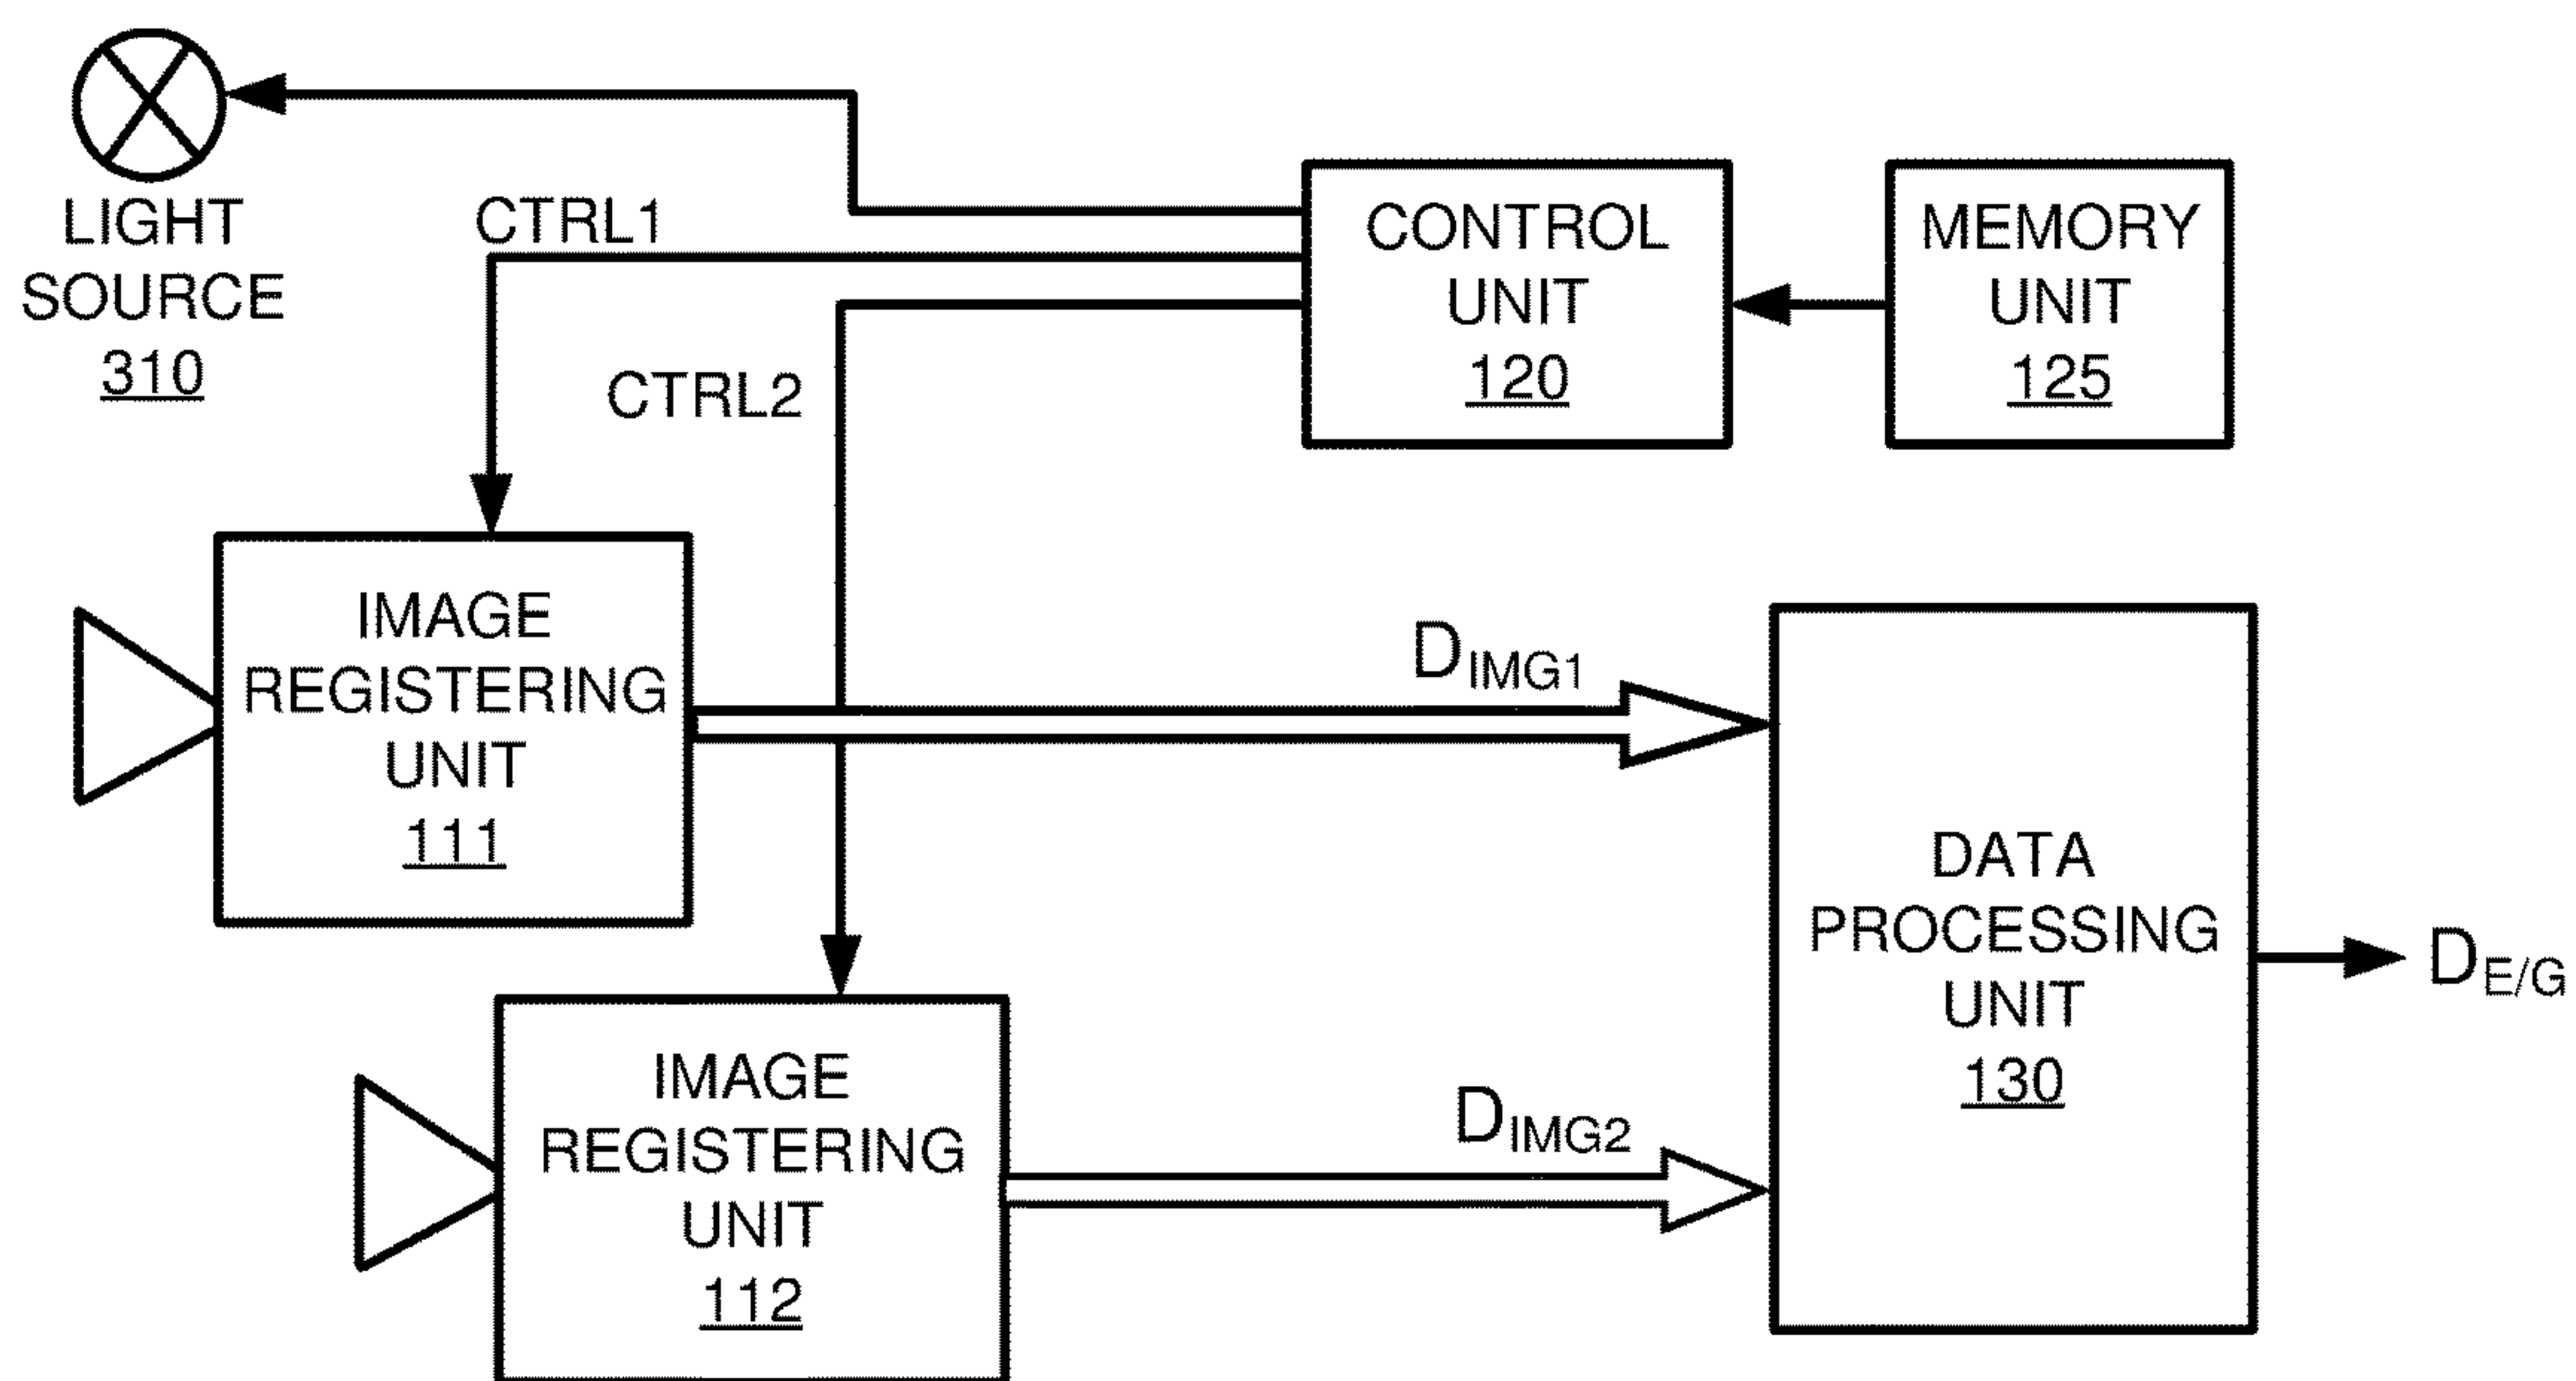 LIGHT
SOURCE
310
CTRL1
CTRL2
CONTROL
UNIT
120
MEMORY
UNIT
125
IMAGE
REGISTERING
UNIT
111
DIMG1
IMAGE
REGISTERING
UNIT
112
DIMG2
DATA
PROCESSING
UNIT
130
DE/G